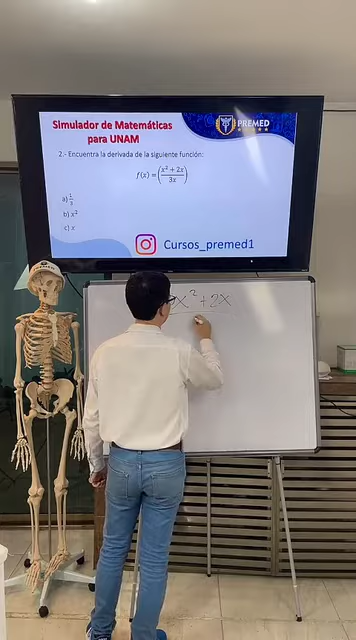 Simulador de Matemáticas
para UNAM
PREMED
2.- Encuentra la derivada de la siguiente función:
f(x) = (x² + 2x / 3x)
a) 1/3
b) x²
c) x
Cursos_premed1
x² + 2x